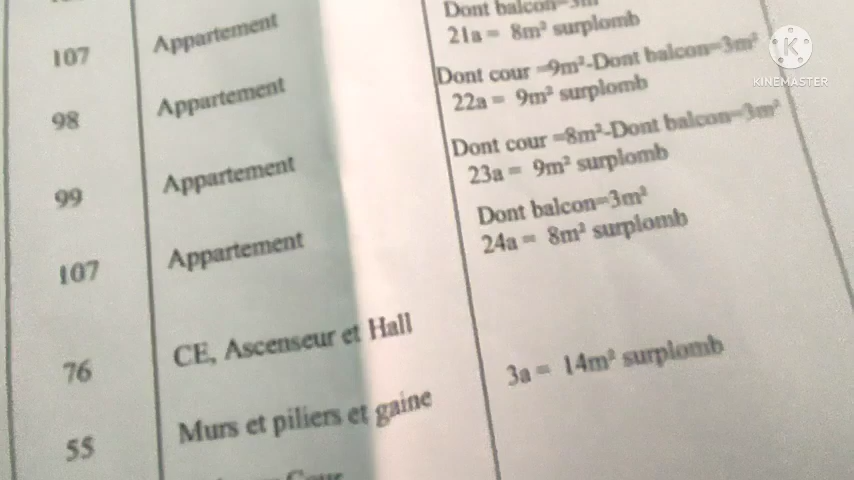 Dont balcon=3m²
107 Appartement 21a = 8m² surplomb
Dont cour =9m²-Dont balcon=3m²
98 Appartement 22a = 9m² surplomb
Dont cour =8m²-Dont balcon=3m²
99 Appartement 23a = 9m² surplomb
Dont balcon=3m²
107 Appartement 24a = 8m² surplomb
76 CE, Ascenseur et Hall
55 Murs et piliers et gaine 3a = 14m² surplomb
Cour
KINEMASTER